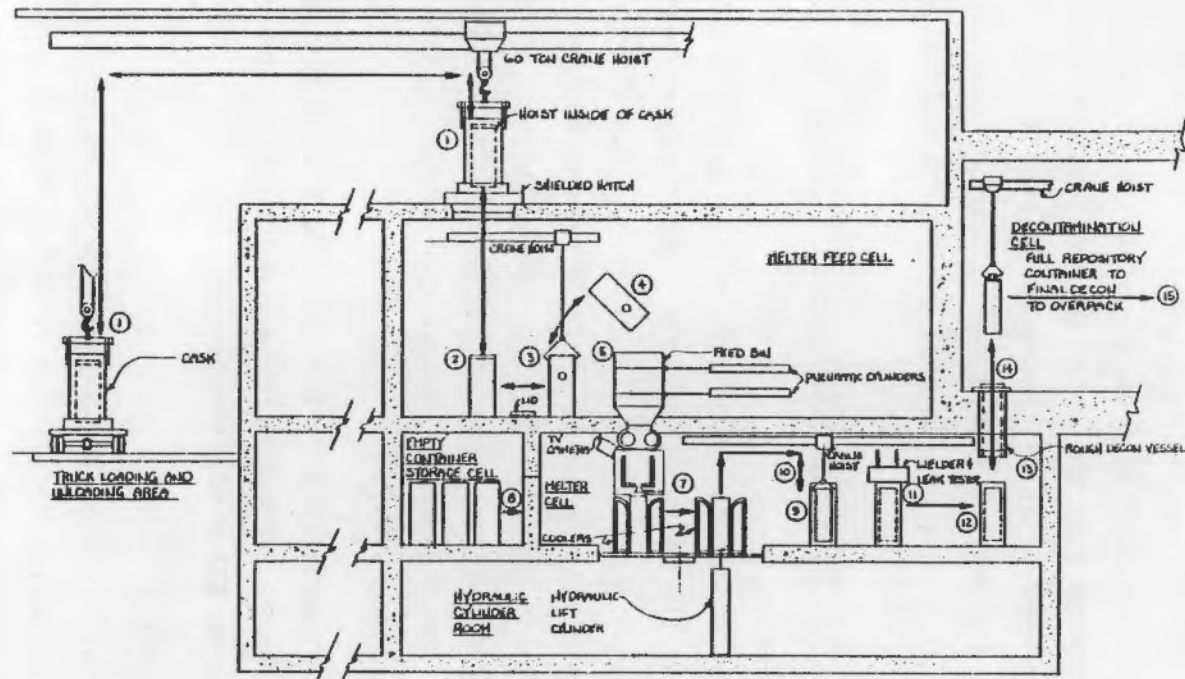 60 TON CRANE HOIST
HOIST INSIDE OF CASK
1
SHIELDED HATCH
CRANE HOIST
DECONTAMINATION
CELL
FULL REPOSITORY
CONTAINER TO
FINAL DECON
TO OVERPACK
15
CRANE HOIST
MELTER FEED CELL
4
1
CASK
2
3
5
FEED BIN
PNEUMATIC CYLINDERS
LID
14
TRUCK LOADING AND
UNLOADING AREA
EMPTY
CONTAINER
STORAGE CELL
8
TV
CAMERA
MELTER
CELL
COOLERS
7
10
CRANE
HOIST
9
WELDER &
LEAK TESTER
11
12
13
ROUGH DECON VESSEL
HYDRAULIC
CYLINDER
ROOM
HYDRAULIC
LIFT
CYLINDER